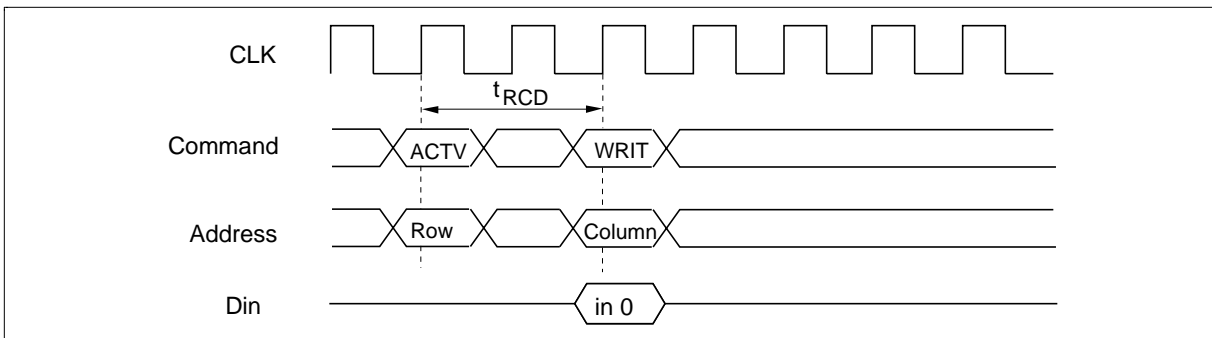 CLK
tRCD
Command ACTV WRIT
Address Row Column
Din in 0